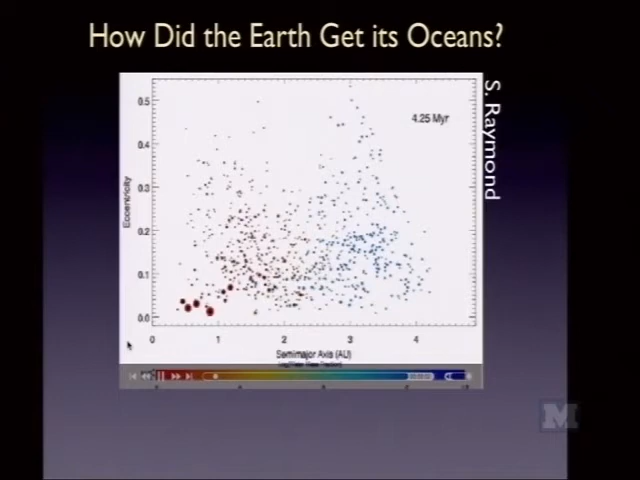 How Did the Earth Get its Oceans?
S. Raymond
4.25 Myr
Eccentricity
0.5
0.4
0.3
0.2
0.1
0.0
0 1 2 3 4
Semimajor Axis (AU)
M